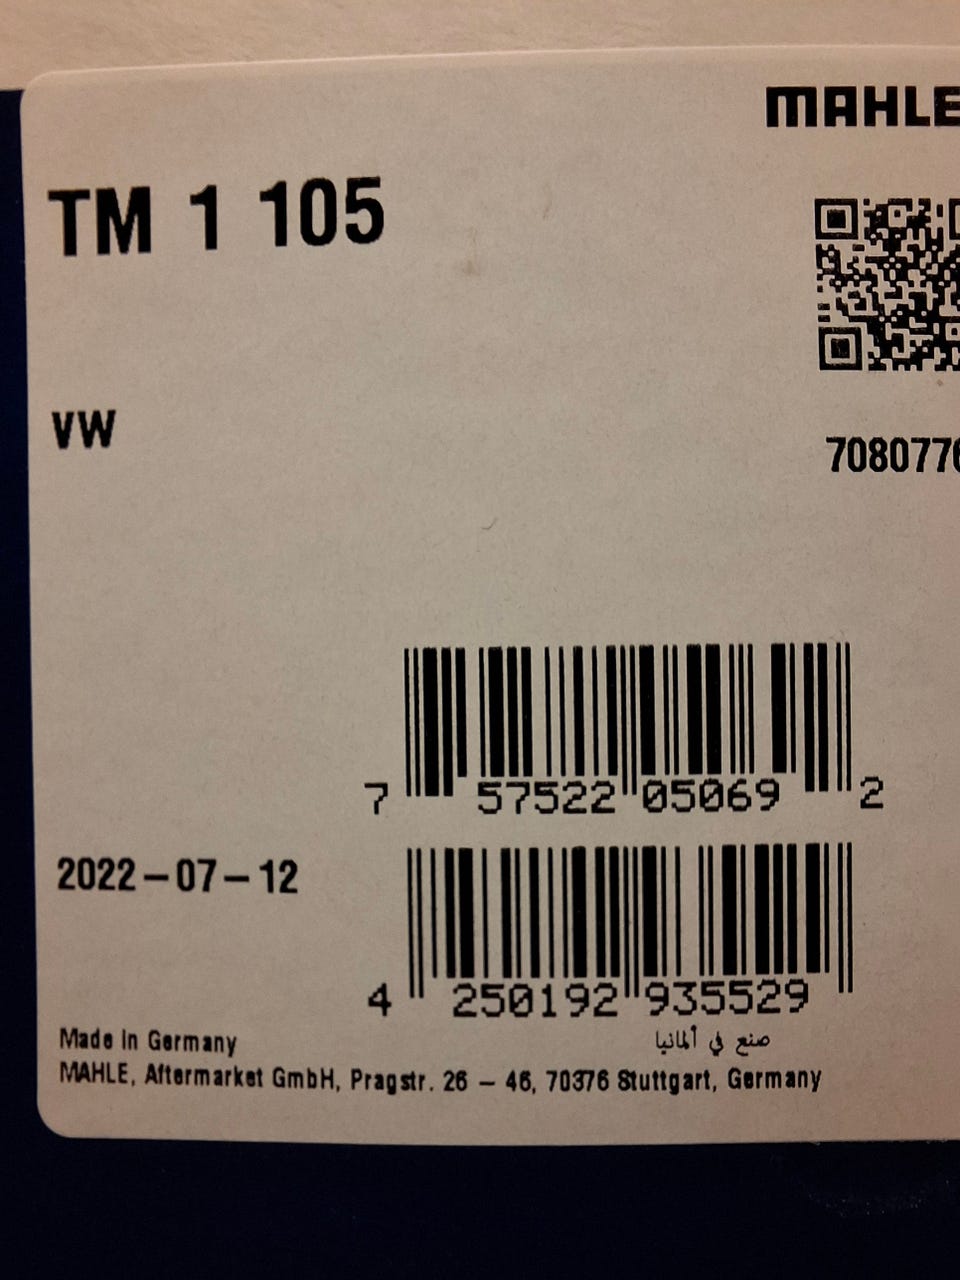 MAHLE
TM 1 105
VW
7080776
7 57522 05069 2
2022-07-12
4 250192 935529
Made in Germany صنع في ألمانيا
MAHLE, Aftermarket GmbH, Pragstr. 26 – 46, 70376 Stuttgart, Germany